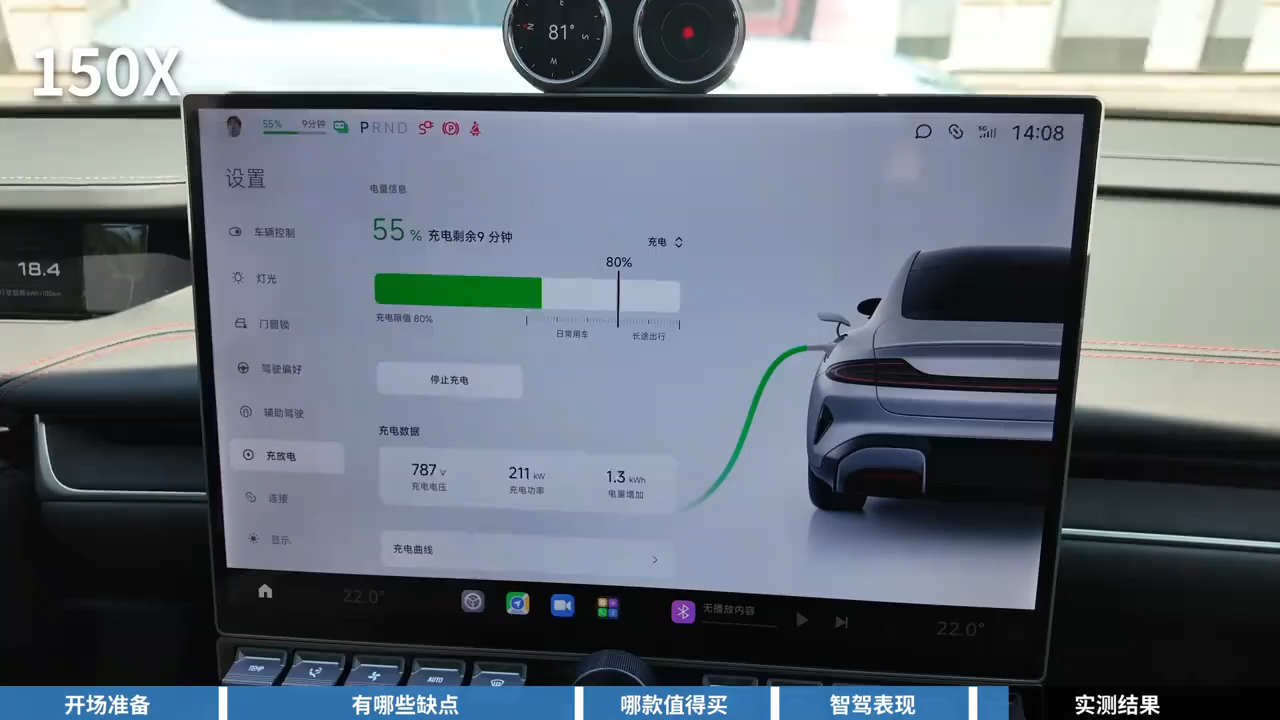 150X
81°
55% 9分钟 PRND
5G 14:08
设置
电量信息
55% 充电剩余9 分钟
充电
80%
充电限值 80%
日常用车 长途出行
停止充电
充电数据
787 V 211 kW 1.3 kWh
充电电压 充电功率 电量增加
充电曲线
车辆控制
灯光
门窗锁
驾驶偏好
辅助驾驶
充放电
连接
显示
18.4
22.0°
无播放内容
22.0°
TEMP
AUTO
开场准备 有哪些缺点 哪款值得买 智驾表现 实测结果